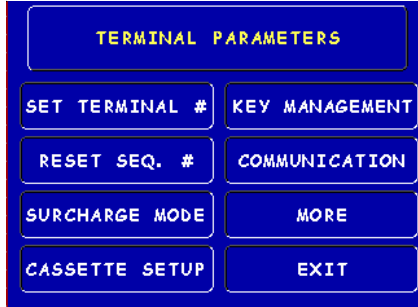 TERMINAL PARAMETERS
SET TERMINAL # KEY MANAGEMENT
RESET SEQ. # COMMUNICATION
SURCHARGE MODE MORE
CASSETTE SETUP EXIT